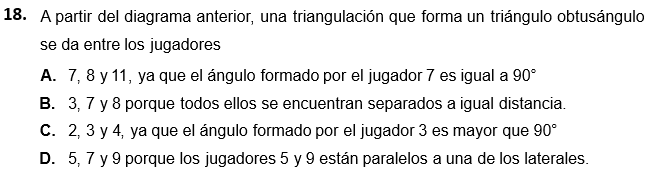 18. A partir del diagrama anterior, una triangulación que forma un triángulo obtusángulo
se da entre los jugadores
A. 7, 8 y 11, ya que el ángulo formado por el jugador 7 es igual a 90°
B. 3, 7 y 8 porque todos ellos se encuentran separados a igual distancia.
C. 2, 3 y 4, ya que el ángulo formado por el jugador 3 es mayor que 90°
D. 5, 7 y 9 porque los jugadores 5 y 9 están paralelos a una de los laterales.